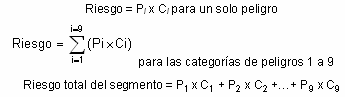 Riesgo = Pi x Ci para un solo peligro
i=9
Riesgo = ∑(Pi×Ci)
i=1
para las categorías de peligros 1 a 9
Riesgo total del segmento = P1 x C1 + P2 x C2 +...+ P9 x C9